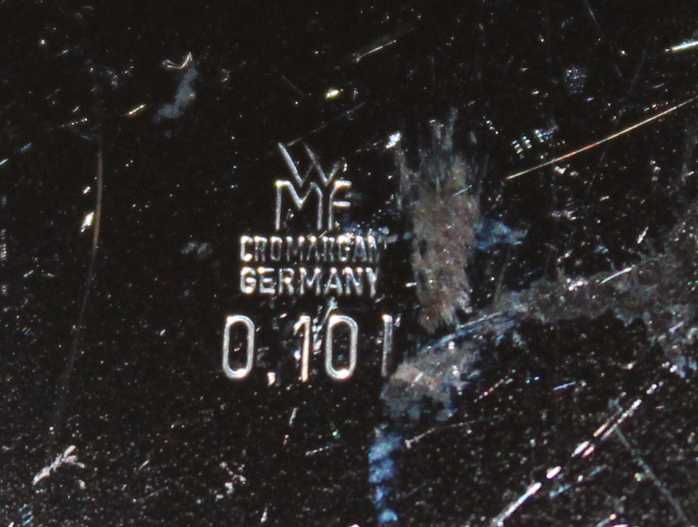 WMF
CROMARGAN
GERMANY
0,10 l